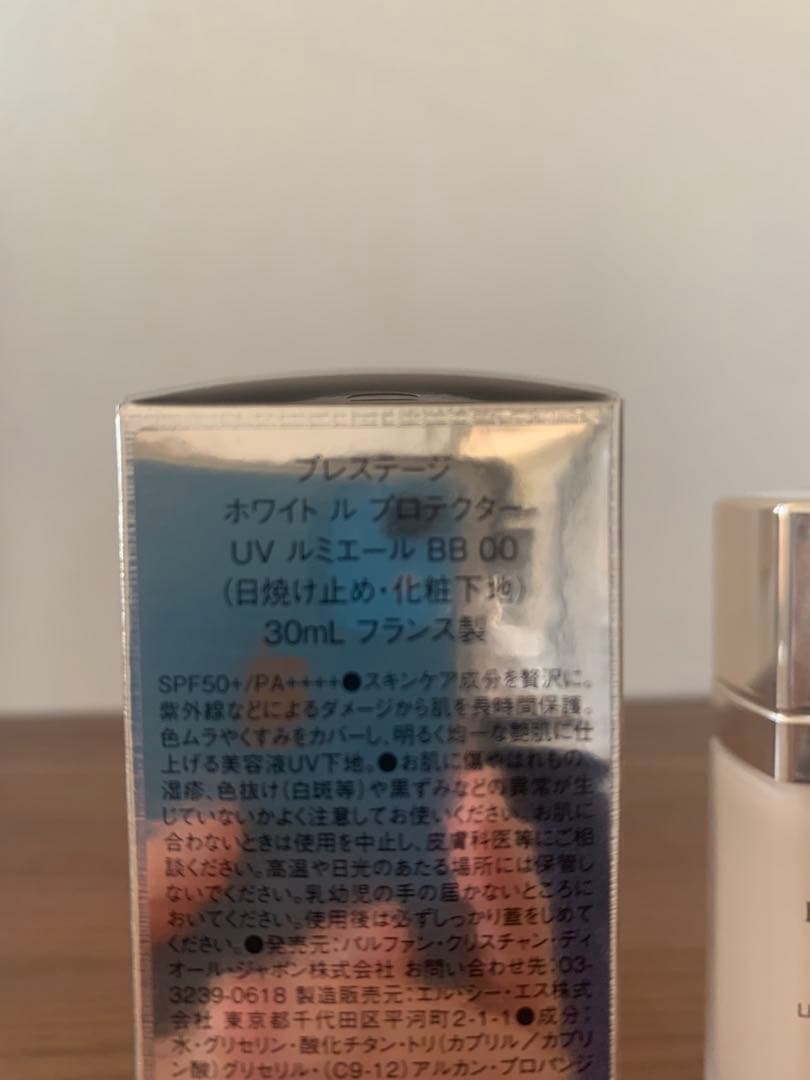 プレステージ
ホワイト ル プロテクター
UV ルミエール BB 00
(日焼け止め・化粧下地)
30mL フランス製
SPF50+/PA++++●スキンケア成分を贅沢に。
紫外線などによるダメージから肌を長時間保護。
色ムラやくすみをカバーし、明るく均一な艶肌に仕
上げる美容液UV下地。●お肌に傷やはれもの、
湿疹、色抜け(白斑等)や黒ずみなどの異常が生
じていないかよく注意してお使いください。お肌に
合わないときは使用を中止し、皮膚科医等にご相
談ください。高温や日光のあたる場所には保管し
ないでください。乳幼児の手の届かないところに
おいてください。使用後は必ずしっかり蓋をしめて
ください。●発売元:パルファン・クリスチャン・ディ
オール・ジャポン株式会社 お問い合わせ先:03-
3239-0618 製造販売元:エル・シー・エス株式
会社 東京都千代田区平河町2-1-1●成分:
水・グリセリン・酸化チタン・トリ(カプリル/カプリ
ン酸)グリセリル・(C9-12)アルカン・プロパンジ